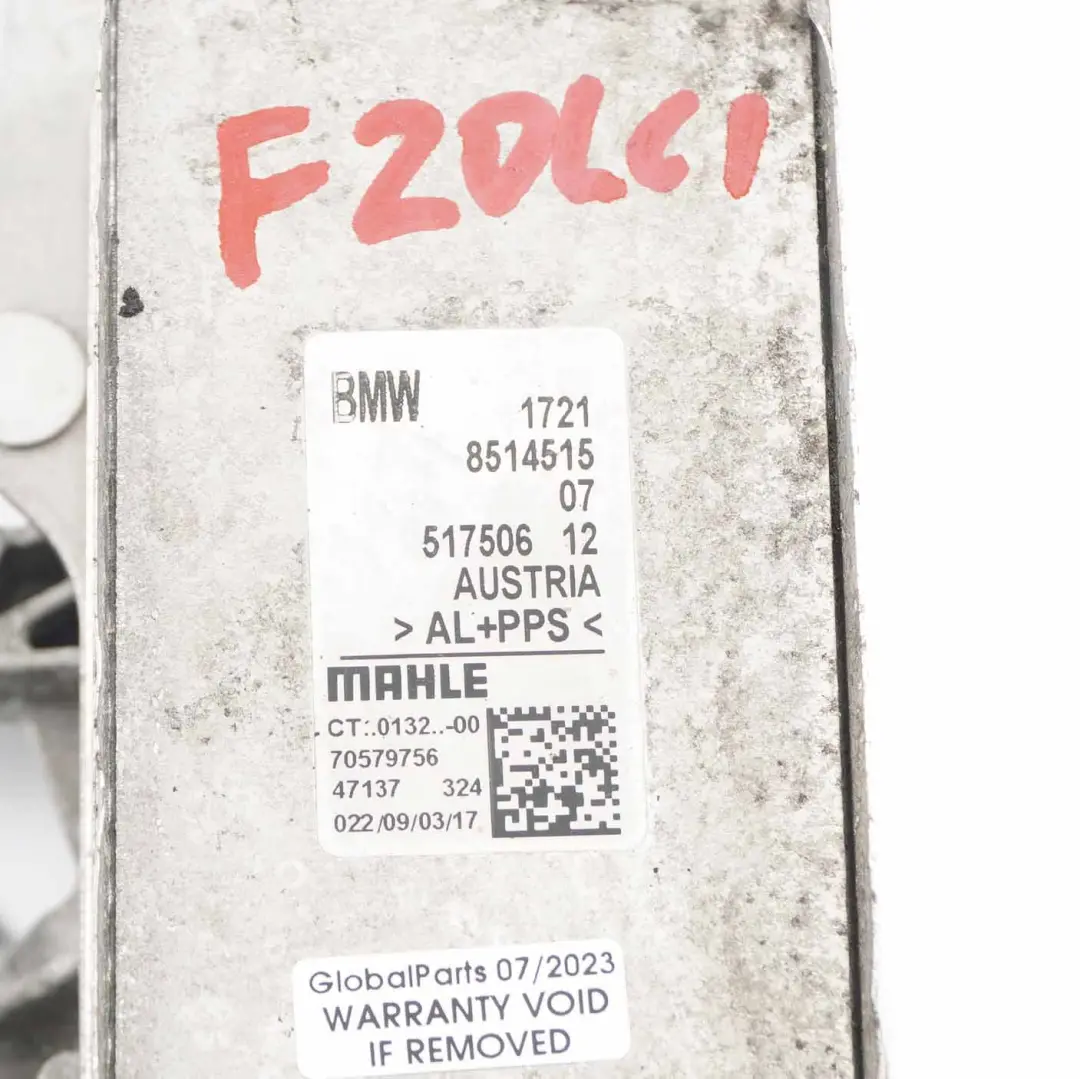 F20LCI
BMW 1721
8514515
07
517506 12
AUSTRIA
> AL+PPS <
MAHLE
CT:.0132..-00
70579756
47137 324
022/09/03/17
GlobalParts 07/2023
WARRANTY VOID
IF REMOVED